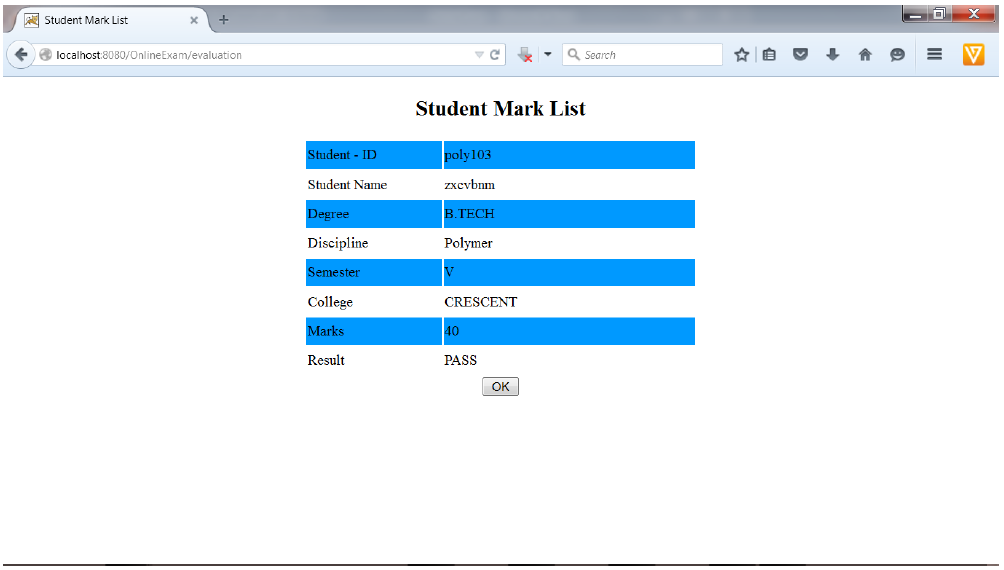 Student Mark List
localhost:8080/OnlineExam/evaluation
Search
Student Mark List
Student - ID poly103
Student Name zxcvbnm
Degree B.TECH
Discipline Polymer
Semester V
College CRESCENT
Marks 40
Result PASS
OK